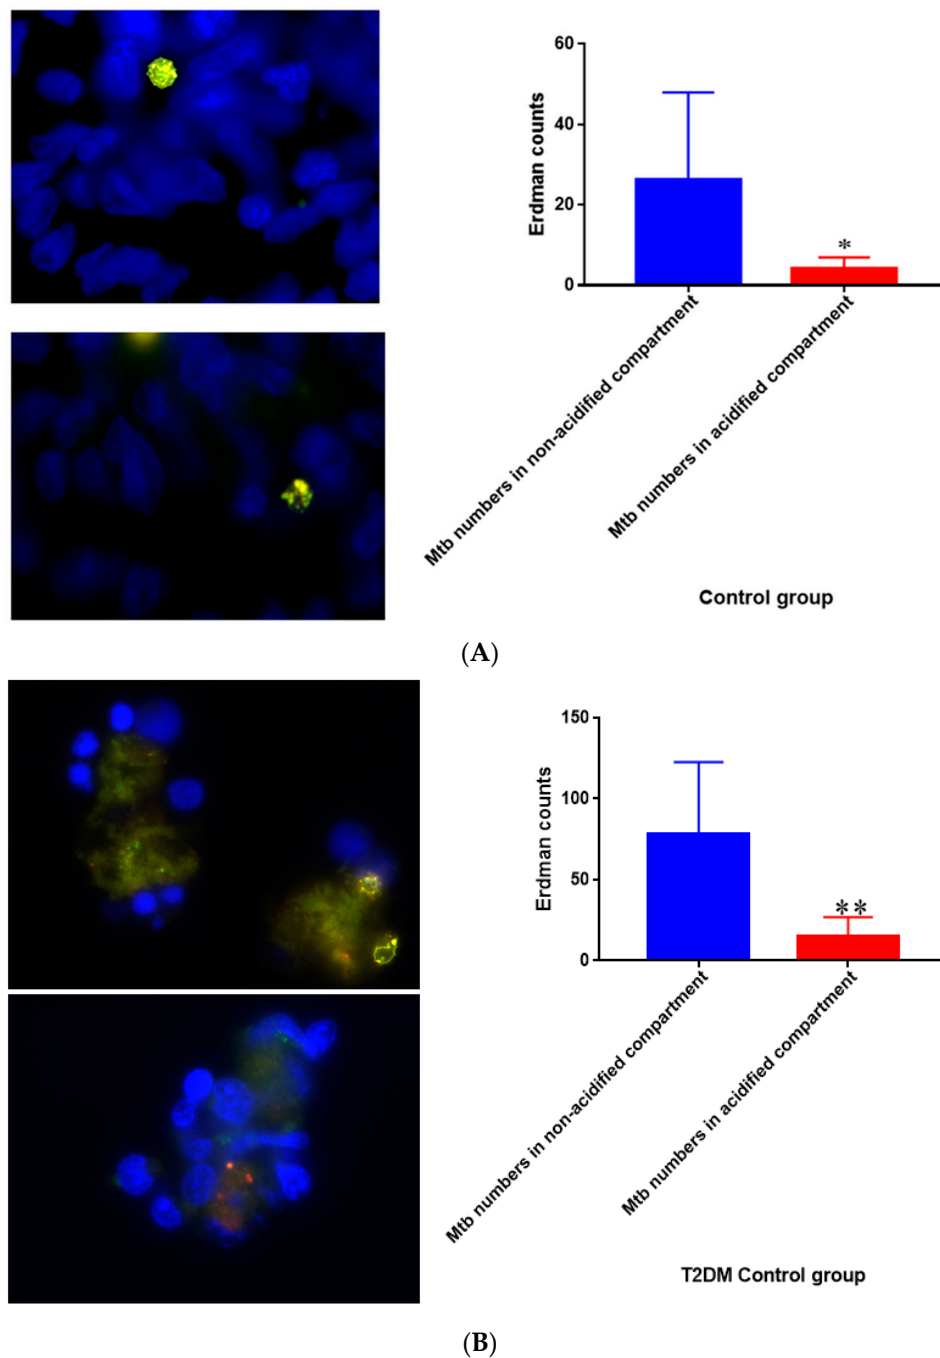 60
40
20
0
Erdman counts
*
Mtb numbers in non-acidified compartment
Mtb numbers in acidified compartment
Control group
(A)
150
100
50
0
Erdman counts
**
Mtb numbers in non-acidified compartment
Mtb numbers in acidified compartment
T2DM Control group
(B)